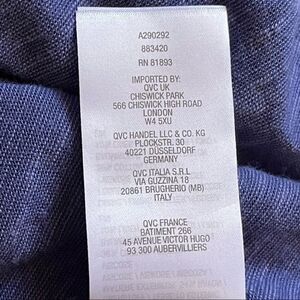 A290292
883420
RN 81893
IMPORTED BY:
QVC UK
CHISWICK PARK
566 CHISWICK HIGH ROAD
LONDON
W4 5XU
QVC HANDEL LLC & CO. KG
PLOCKSTR. 30
40221 DÜSSELDORF
GERMANY
QVC ITALIA S.R.L
VIA GUZZINA 18
20861 BRUGHERIO (MB)
ITALY
QVC FRANCE
BATIMENT 266
45 AVENUE VICTOR HUGO
93 300 AUBERVILLIERS